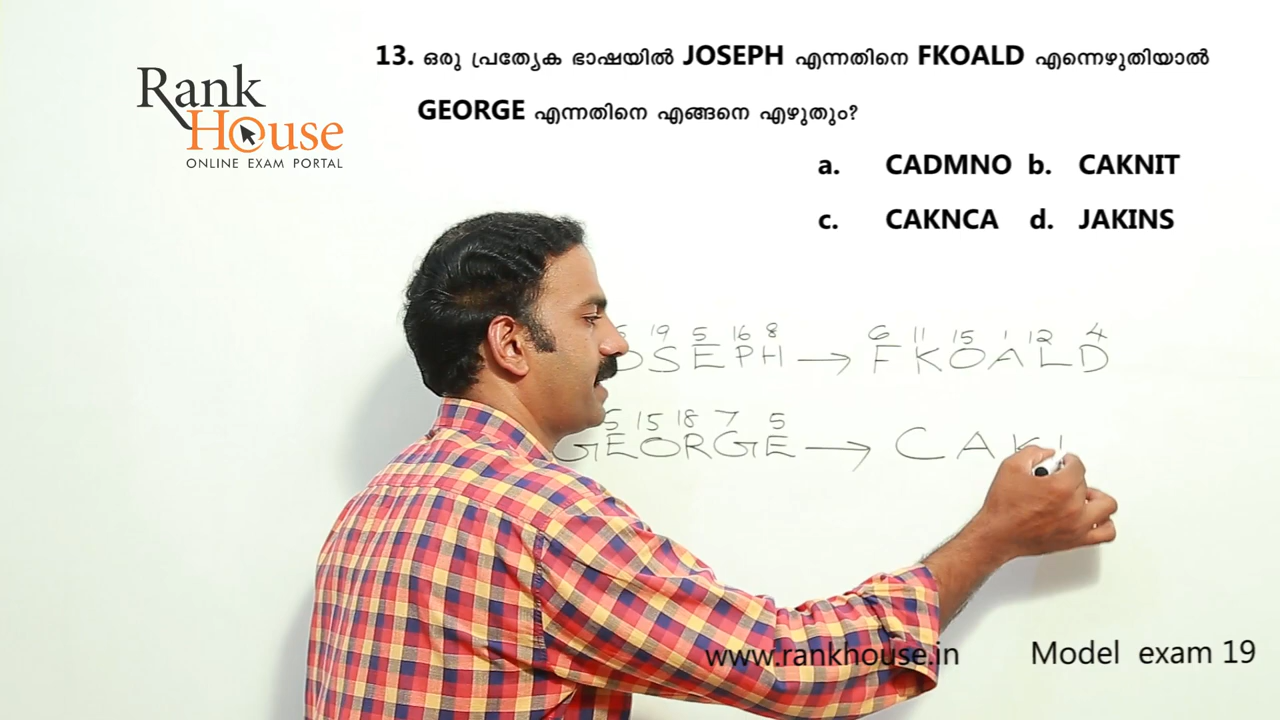 Rank
House
ONLINE EXAM PORTAL
13. ഒരു പ്രത്യേക ഭാഷയിൽ JOSEPH എന്നതിനെ FKOALD എന്നെഴുതിയാൽ
GEORGE എന്നതിനെ എങ്ങനെ എഴുതും?
a. CADMNO b. CAKNIT
c. CAKNCA d. JAKINS
19 5 16 8 6 11 15 1 12 4
OSEPH → FKOALD
5 15 18 7 5
GEORGE → CAK
www.rankhouse.in Model exam 19